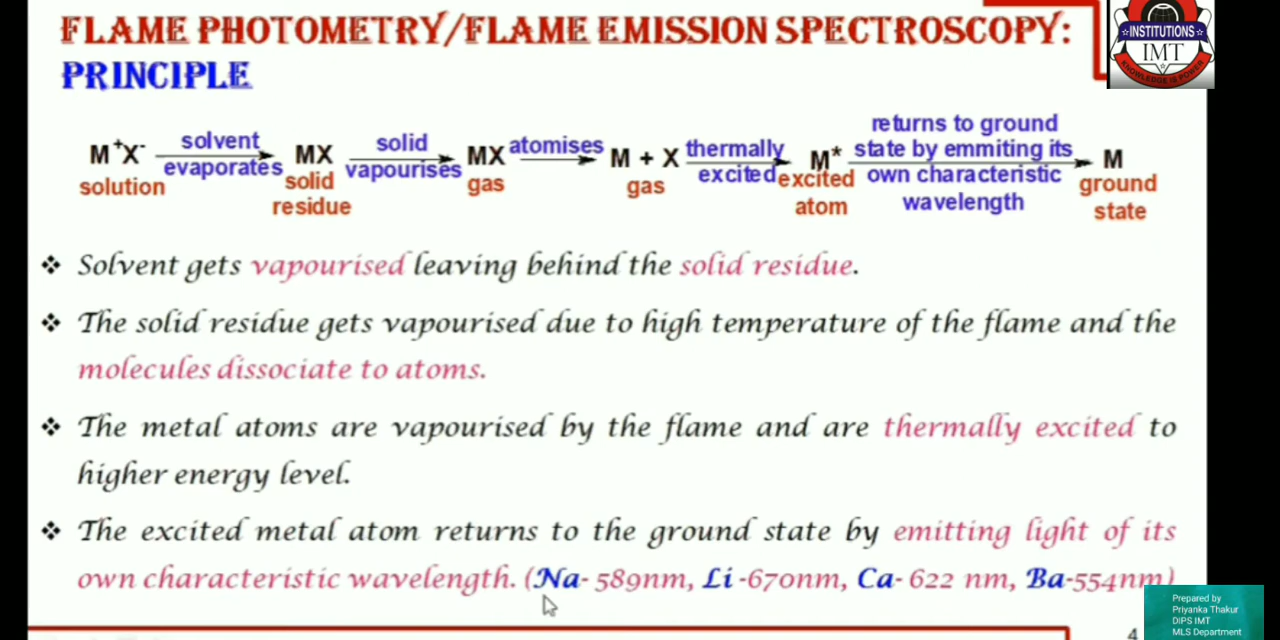 FLAME PHOTOMETRY/FLAME EMISSION SPECTROSCOPY:
PRINCIPLE
INSTITUTIONS
IMT
KNOWLEDGE IS POWER
M⁺X⁻ solvent evaporates MX solid vapourises MX atomises M + X thermally excited M* returns to ground state by emmiting its own characteristic wavelength M
solution solid residue gas gas excited atom ground state
❖ Solvent gets vapourised leaving behind the solid residue.
❖ The solid residue gets vapourised due to high temperature of the flame and the
molecules dissociate to atoms.
❖ The metal atoms are vapourised by the flame and are thermally excited to
higher energy level.
❖ The excited metal atom returns to the ground state by emitting light of its
own characteristic wavelength. (Na- 589nm, Li -670nm, Ca- 622 nm, Ba-554nm)
4
Prepared by
Priyanka Thakur
DIPS IMT
MLS Department